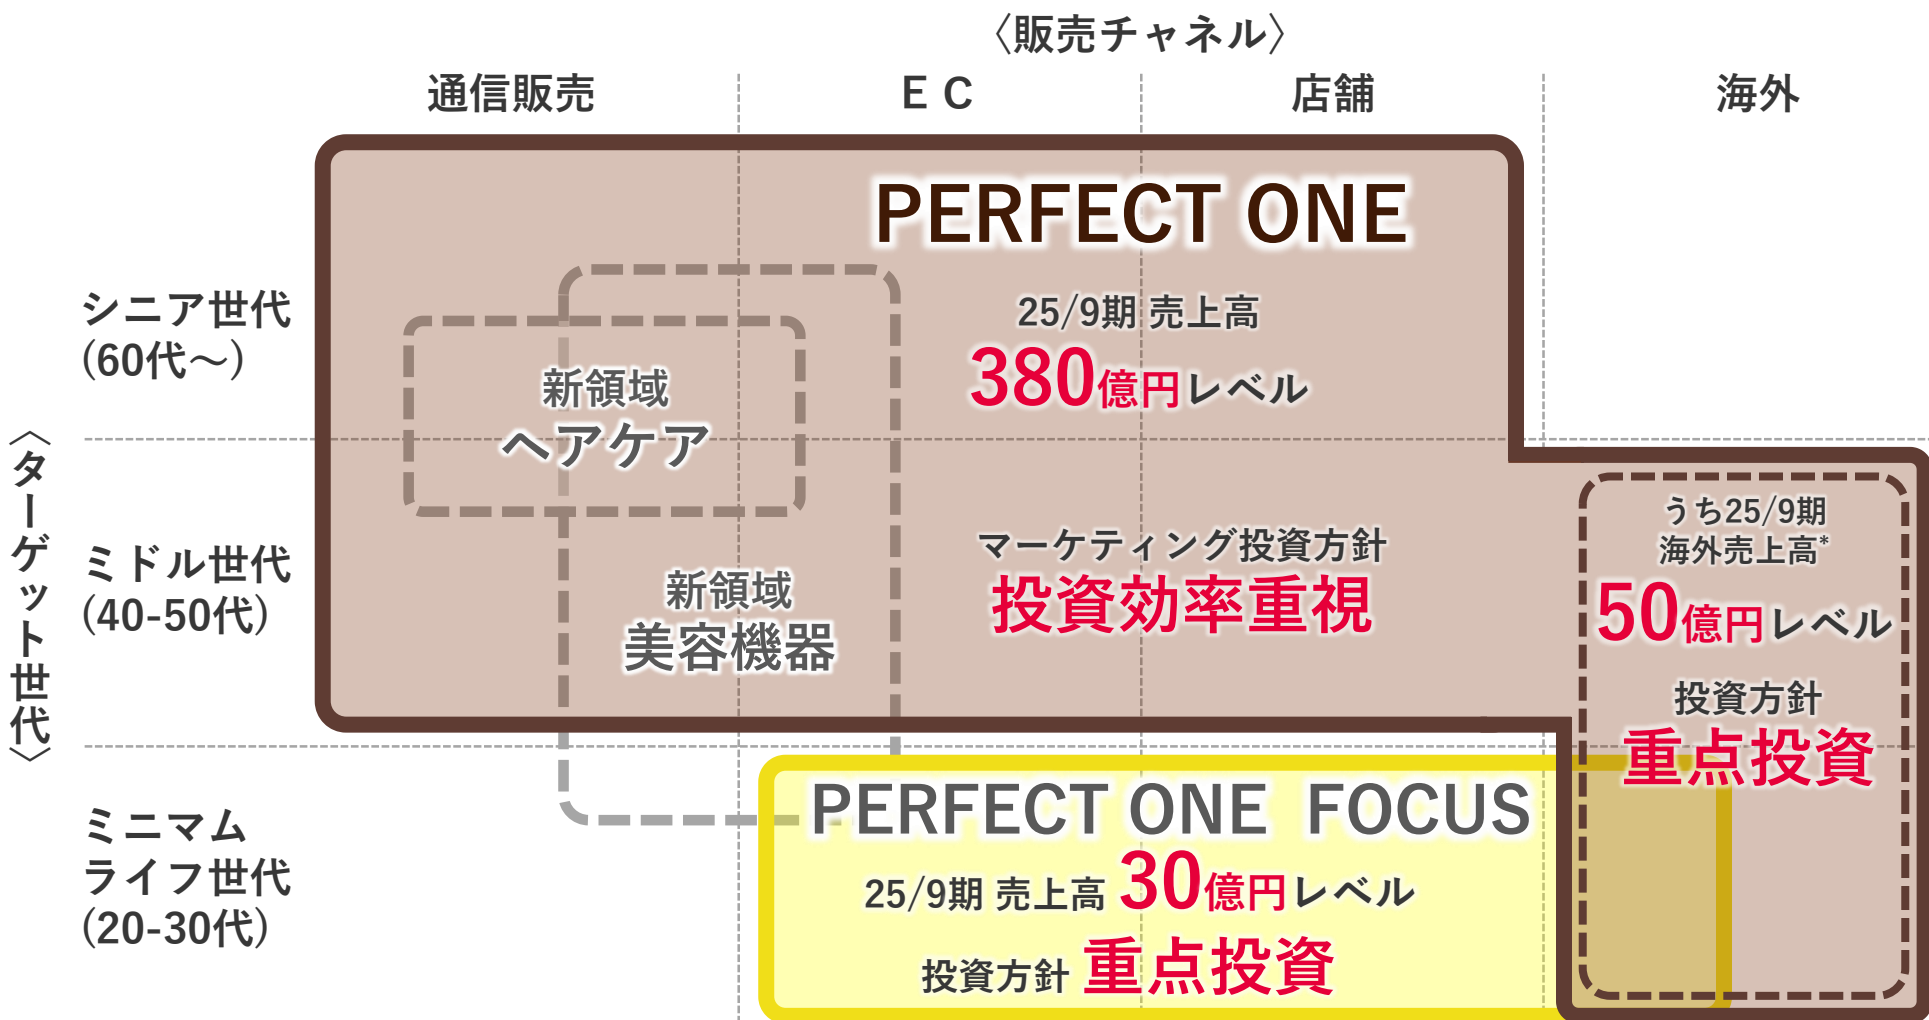 〈販売チャネル〉
通信販売
ＥＣ
店舗
海外
〈ターゲット世代〉
シニア世代
(60代～)
ミドル世代
(40-50代)
ミニマム
ライフ世代
(20-30代)
PERFECT ONE
25/9期 売上高
380億円レベル
新領域
ヘアケア
新領域
美容機器
マーケティング投資方針
投資効率重視
うち25/9期
海外売上高*
50億円レベル
投資方針
重点投資
PERFECT ONE FOCUS
25/9期 売上高 30億円レベル
投資方針 重点投資